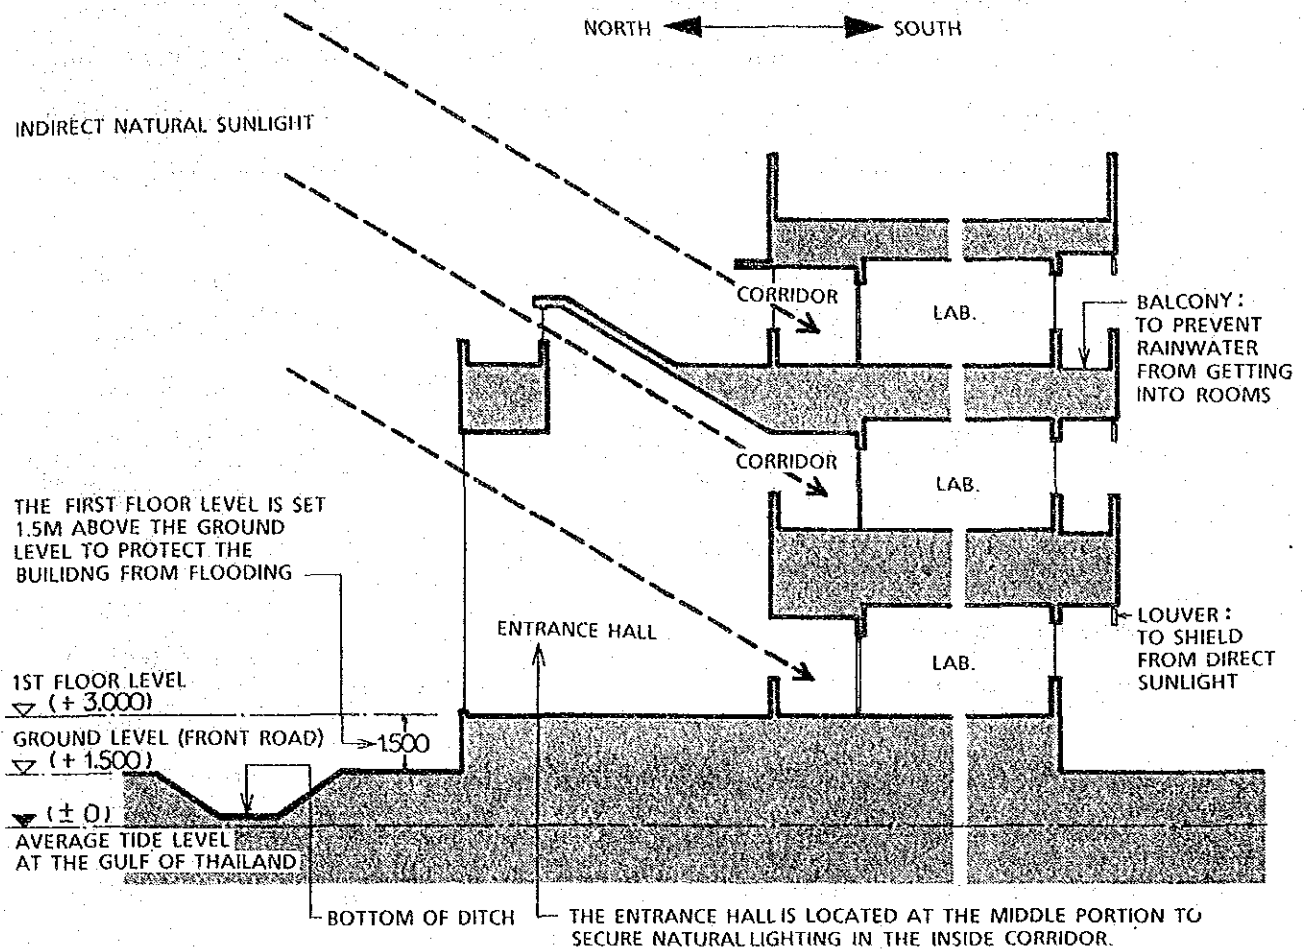 NORTH SOUTH
INDIRECT NATURAL SUNLIGHT
CORRIDOR
LAB.
BALCONY:
TO PREVENT
RAINWATER
FROM GETTING
INTO ROOMS
CORRIDOR
LAB.
THE FIRST FLOOR LEVEL IS SET
1.5M ABOVE THE GROUND
LEVEL TO PROTECT THE
BUILIDNG FROM FLOODING
ENTRANCE HALL
LAB.
LOUVER:
TO SHIELD
FROM DIRECT
SUNLIGHT
1ST FLOOR LEVEL
(+ 3.000)
GROUND LEVEL (FRONT ROAD)
(+ 1.500)
1.500
(± 0)
AVERAGE TIDE LEVEL
AT THE GULF OF THAILAND
BOTTOM OF DITCH
THE ENTRANCE HALL IS LOCATED AT THE MIDDLE PORTION TO
SECURE NATURAL LIGHTING IN THE INSIDE CORRIDOR.